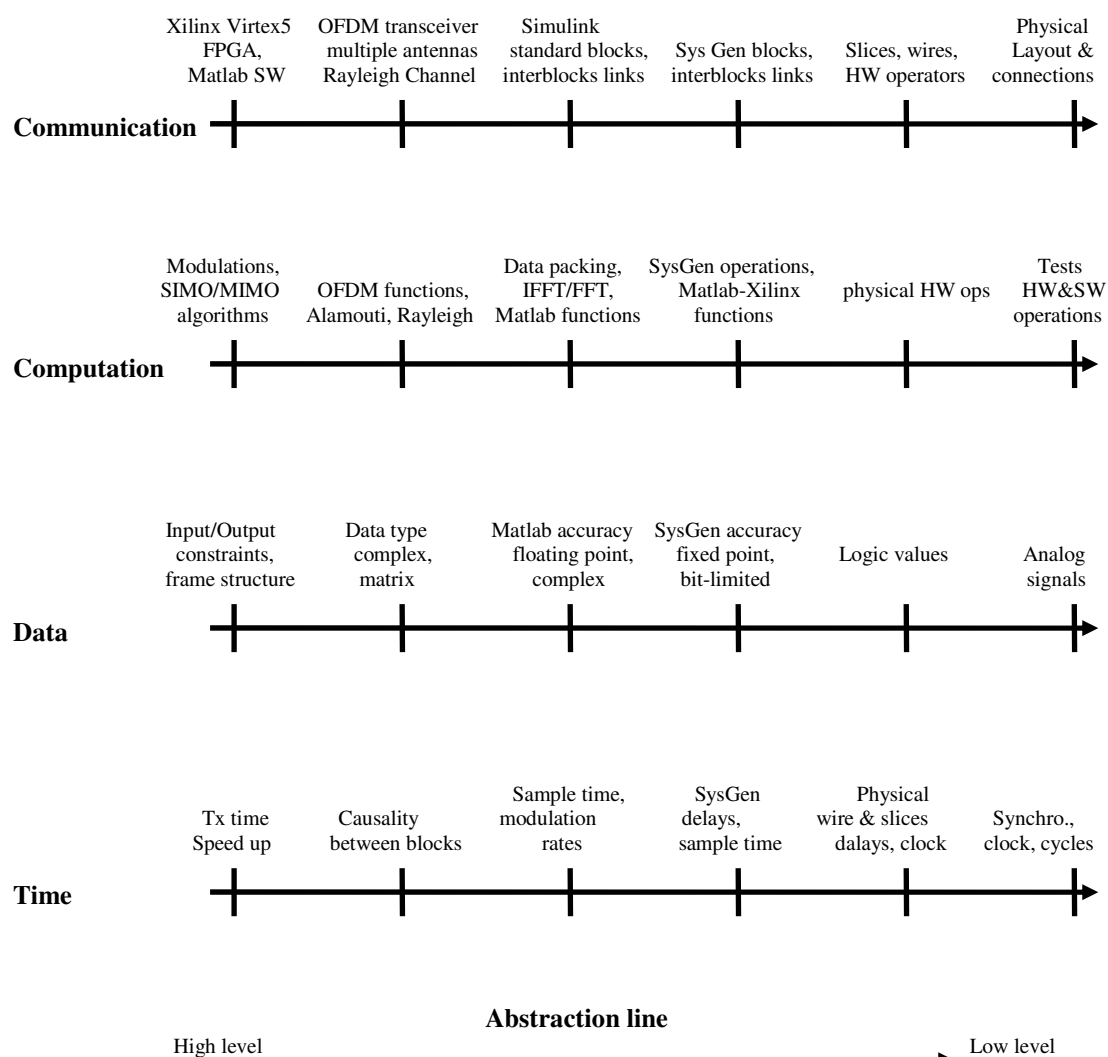 Xilinx Virtex5 OFDM transceiver Simulink Physical
FPGA, multiple antennas standard blocks, Sys Gen blocks, Slices, wires, Layout &
Matlab SW Rayleigh Channel interblocks links interblocks links HW operators connections
Communication
Modulations, Data packing, SysGen operations, Tests
SIMO/MIMO OFDM functions, IFFT/FFT, Matlab-Xilinx physical HW ops HW&SW
algorithms Alamouti, Rayleigh Matlab functions functions operations
Computation
Input/Output Data type Matlab accuracy SysGen accuracy
constraints, complex, floating point, fixed point, Logic values Analog
frame structure matrix complex bit-limited signals
Data
Sample time, SysGen Physical
Tx time Causality modulation delays, wire & slices Synchro.,
Speed up between blocks rates sample time dalays, clock clock, cycles
Time
Abstraction line
High level Low level